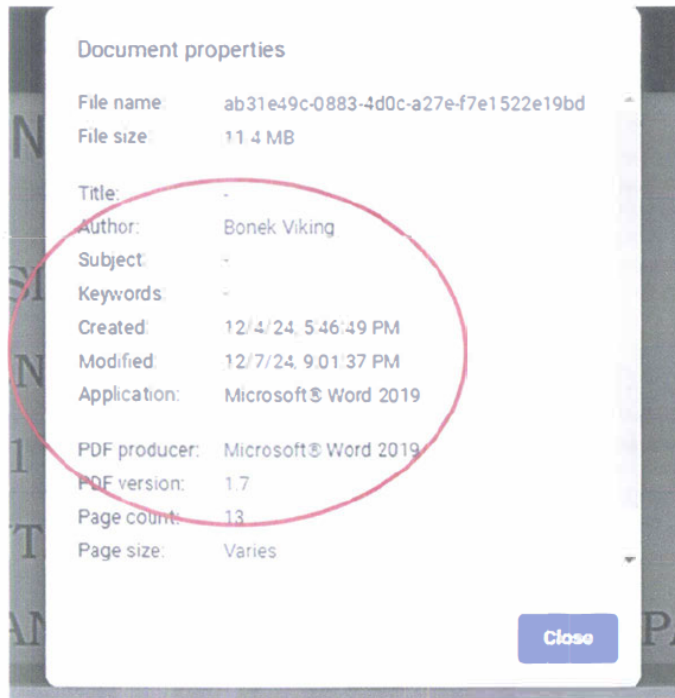 Document properties
File name: ab31e49c-0883-4d0c-a27e-f7e1522e19bd
File size: 11.4 MB
Title: -
Author: Bonek Viking
Subject: -
Keywords: -
Created: 12/4/24, 5:46:49 PM
Modified: 12/7/24, 9:01:37 PM
Application: Microsoft® Word 2019
PDF producer: Microsoft® Word 2019
PDF version: 1.7
Page count: 13
Page size: Varies
Close